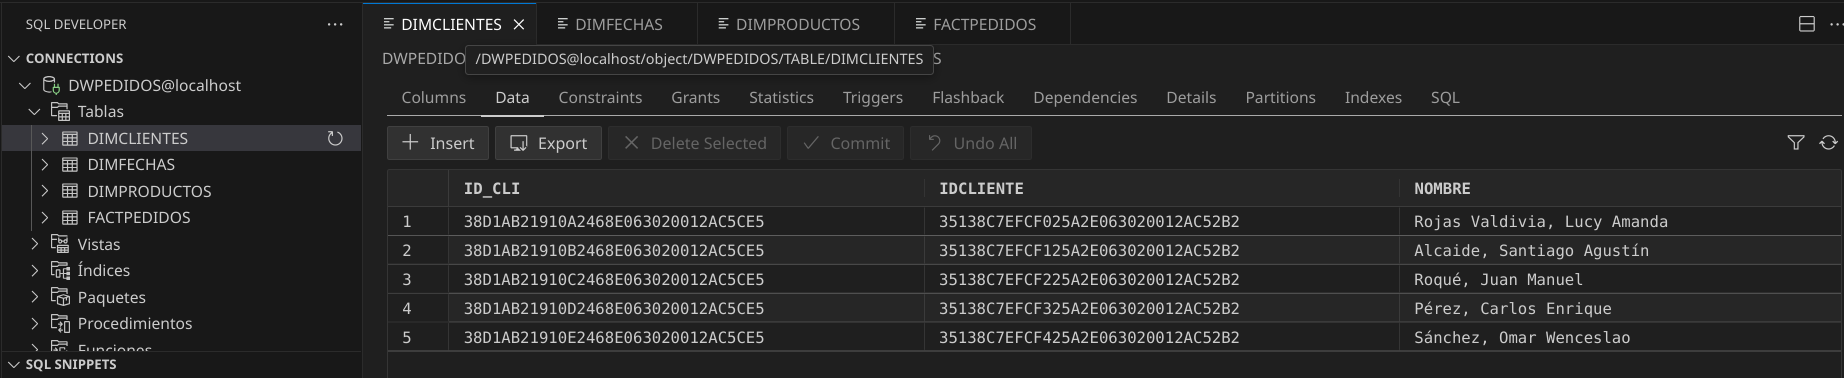 SQL DEVELOPER
CONNECTIONS
DWPEDIDOS@localhost
Tablas
DIMCLIENTES
DIMFECHAS
DIMPRODUCTOS
FACTPEDIDOS
Vistas
Índices
Paquetes
Procedimientos
Funciones
SQL SNIPPETS
DIMCLIENTES DIMFECHAS DIMPRODUCTOS FACTPEDIDOS
DWPEDIDO /DWPEDIDOS@localhost/object/DWPEDIDOS/TABLE/DIMCLIENTES S
Columns Data Constraints Grants Statistics Triggers Flashback Dependencies Details Partitions Indexes SQL
Insert Export Delete Selected Commit Undo All
ID_CLI IDCLIENTE NOMBRE
1 38D1AB21910A2468E063020012AC5CE5 35138C7EFCF025A2E063020012AC52B2 Rojas Valdivia, Lucy Amanda
2 38D1AB21910B2468E063020012AC5CE5 35138C7EFCF125A2E063020012AC52B2 Alcaide, Santiago Agustín
3 38D1AB21910C2468E063020012AC5CE5 35138C7EFCF225A2E063020012AC52B2 Roqué, Juan Manuel
4 38D1AB21910D2468E063020012AC5CE5 35138C7EFCF325A2E063020012AC52B2 Pérez, Carlos Enrique
5 38D1AB21910E2468E063020012AC5CE5 35138C7EFCF425A2E063020012AC52B2 Sánchez, Omar Wenceslao